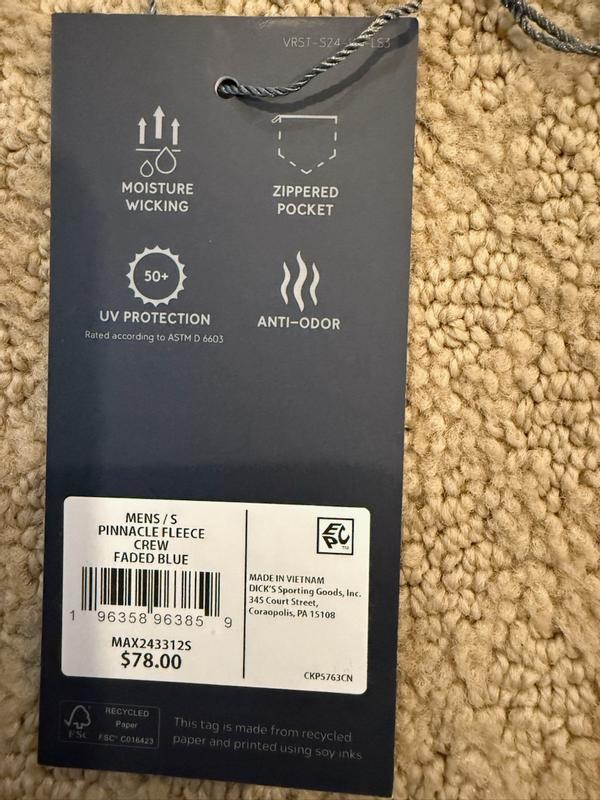 MOISTURE
WICKING
ZIPPERED
POCKET
50+
UV PROTECTION
Rated according to ASTM D 6603
ANTI-ODOR
MENS / S
PINNACLE FLEECE
CREW
FADED BLUE
1 96358 96385 9
MAX243312S
$78.00
EPC
TM
MADE IN VIETNAM
DICK'S Sporting Goods, Inc.
345 Court Street,
Coraopolis, PA 15108
CKPS763CN
FSC
RECYCLED
Paper
FSC® C016423
This tag is made from recycled
paper and printed using soy inks